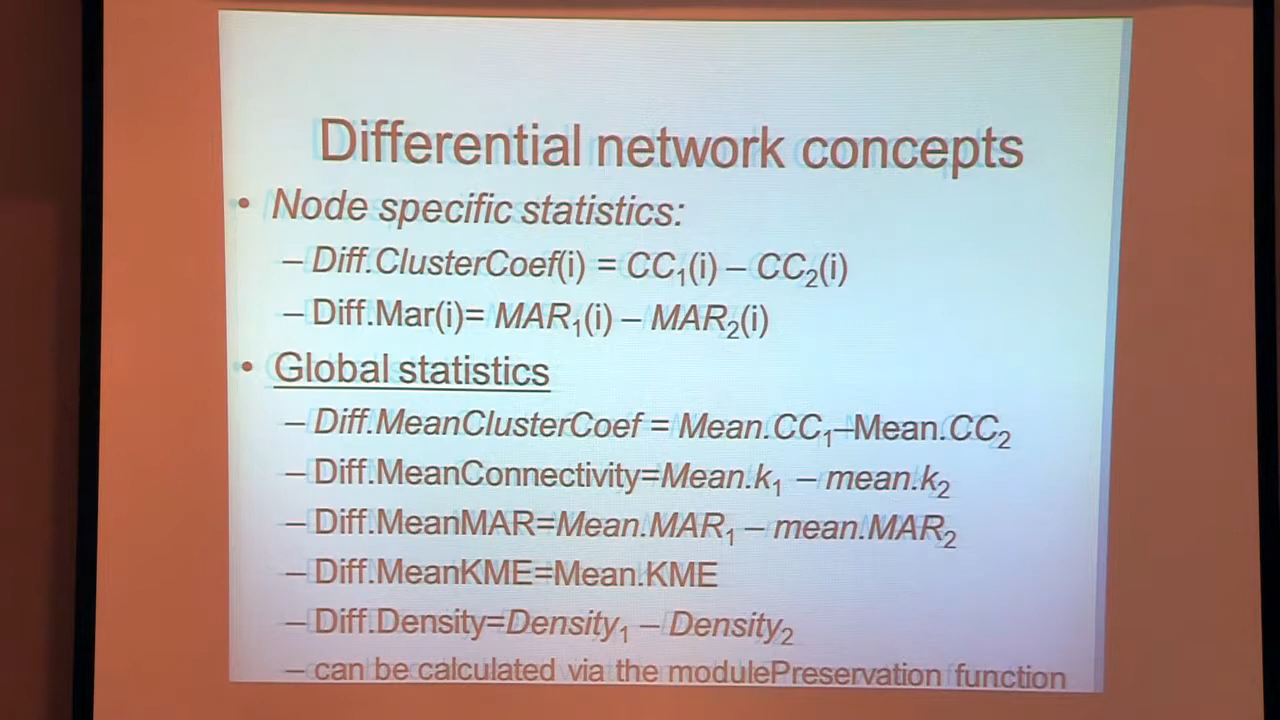 Differential network concepts
• Node specific statistics:
– Diff.ClusterCoef(i) = CC₁(i) – CC₂(i)
– Diff.Mar(i)= MAR₁(i) – MAR₂(i)
• Global statistics
– Diff.MeanClusterCoef = Mean.CC₁–Mean.CC₂
– Diff.MeanConnectivity=Mean.k₁ – mean.k₂
– Diff.MeanMAR=Mean.MAR₁ – mean.MAR₂
– Diff.MeanKME=Mean.KME
– Diff.Density=Density₁ – Density₂
– can be calculated via the modulePreservation function